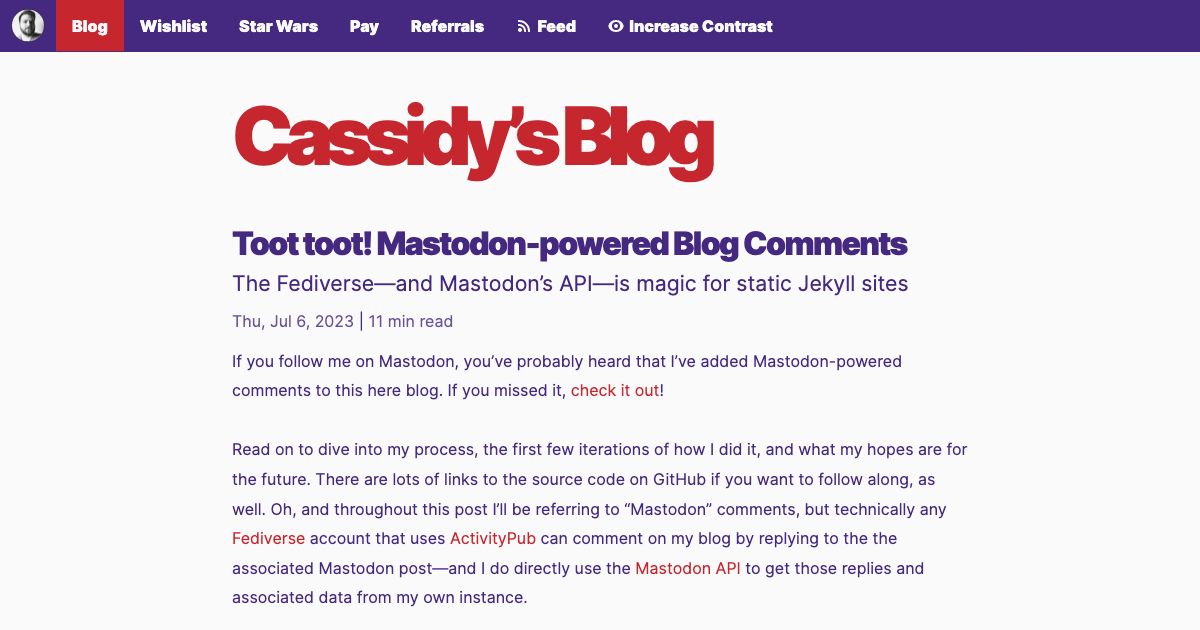 Blog Wishlist Star Wars Pay Referrals Feed Increase Contrast
Cassidy’s Blog
Toot toot! Mastodon-powered Blog Comments
The Fediverse—and Mastodon’s API—is magic for static Jekyll sites
Thu, Jul 6, 2023 | 11 min read
If you follow me on Mastodon, you’ve probably heard that I’ve added Mastodon-powered
comments to this here blog. If you missed it, check it out!
Read on to dive into my process, the first few iterations of how I did it, and what my hopes are for
the future. There are lots of links to the source code on GitHub if you want to follow along, as
well. Oh, and throughout this post I’ll be referring to “Mastodon” comments, but technically any
Fediverse account that uses ActivityPub can comment on my blog by replying to the the
associated Mastodon post—and I do directly use the Mastodon API to get those replies and
associated data from my own instance.